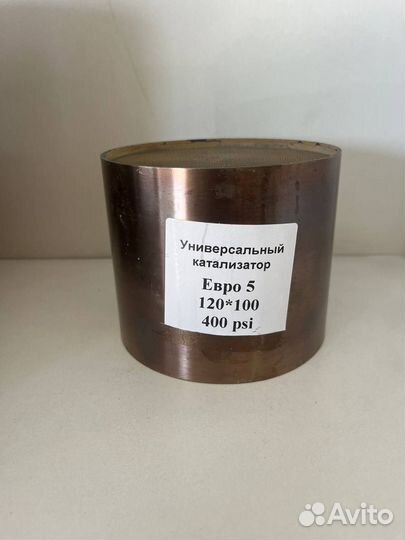 Универсальный
катализатор
Евро 5
120*100
400 psi
Avito